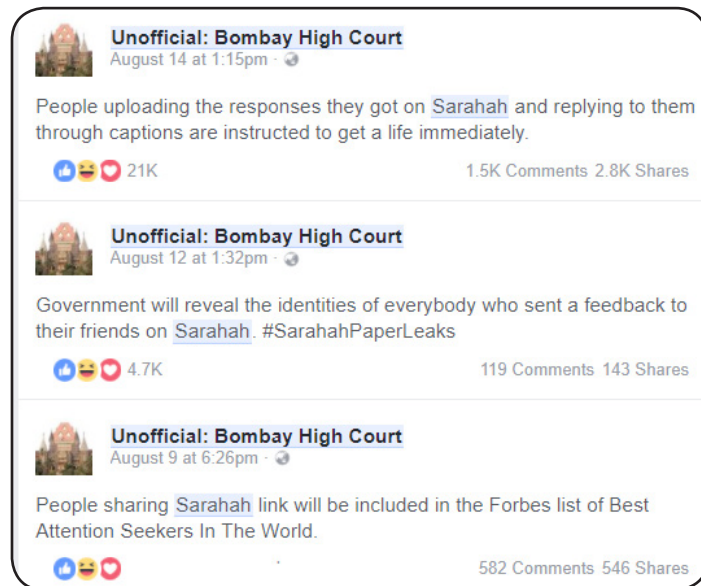 Unofficial: Bombay High Court
August 14 at 1:15pm ·
People uploading the responses they got on Sarahah and replying to them
through captions are instructed to get a life immediately.
21K 1.5K Comments 2.8K Shares
Unofficial: Bombay High Court
August 12 at 1:32pm ·
Government will reveal the identities of everybody who sent a feedback to
their friends on Sarahah. #SarahahPaperLeaks
4.7K 119 Comments 143 Shares
Unofficial: Bombay High Court
August 9 at 6:26pm ·
People sharing Sarahah link will be included in the Forbes list of Best
Attention Seekers In The World.
582 Comments 546 Shares